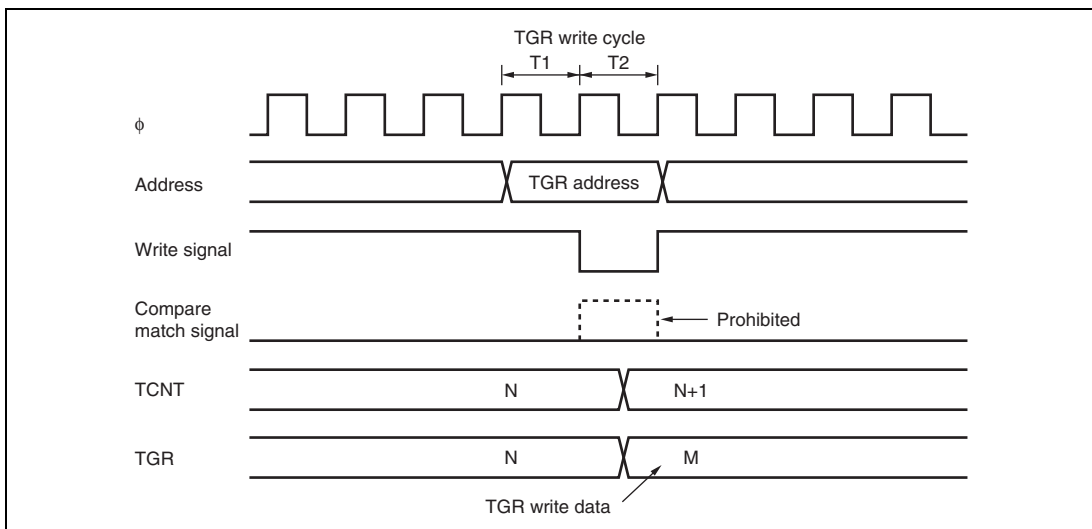 TGR write cycle
T1 T2
ϕ
Address TGR address
Write signal
Compare
match signal Prohibited
TCNT N N+1
TGR N M
TGR write data